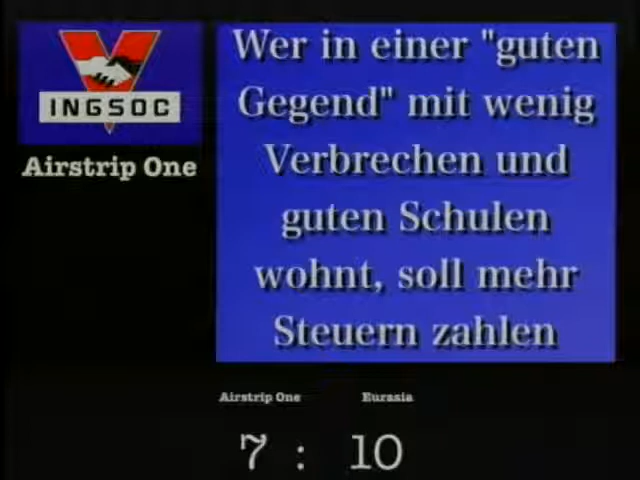 INGSOC
Airstrip One
Wer in einer "guten
Gegend" mit wenig
Verbrechen und
guten Schulen
wohnt, soll mehr
Steuern zahlen
Airstrip One Eurasia
7 : 10